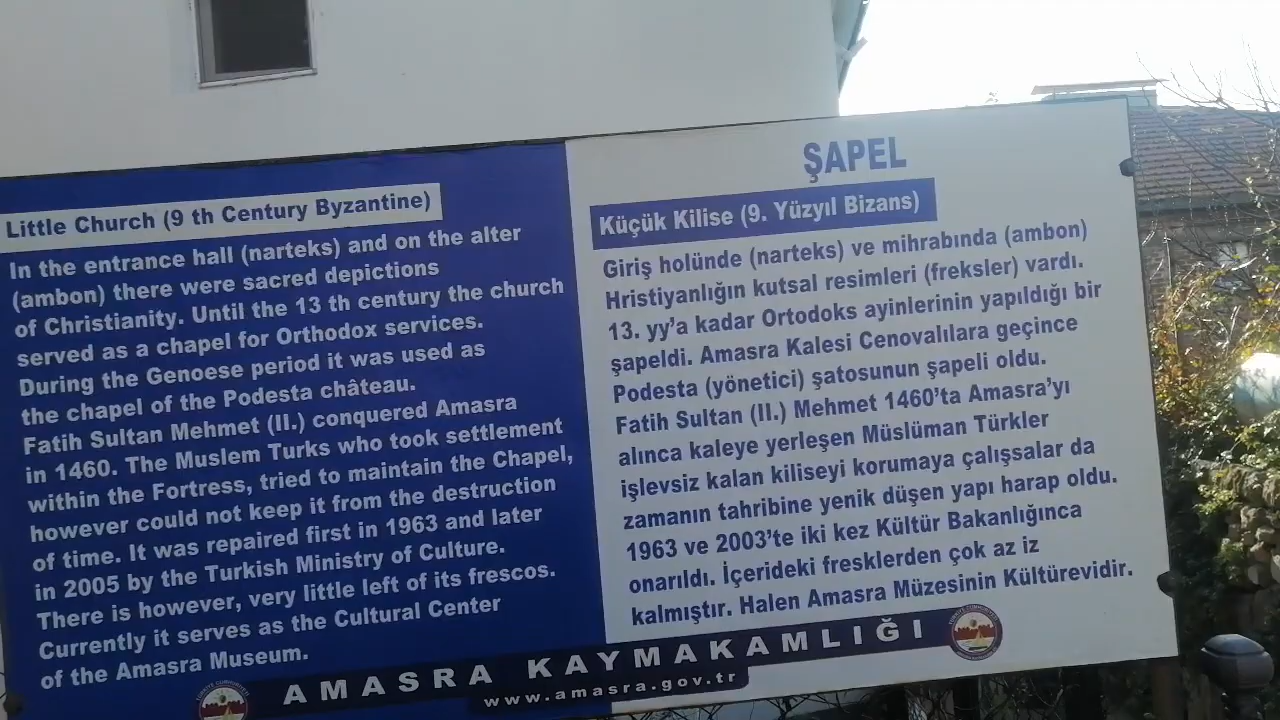 Little Church (9 th Century Byzantine)
In the entrance hall (narteks) and on the alter
(ambon) there were sacred depictions
of Christianity. Until the 13 th century the church
served as a chapel for Orthodox services.
During the Genoese period it was used as
the chapel of the Podesta château.
Fatih Sultan Mehmet (II.) conquered Amasra
in 1460. The Muslem Turks who took settlement
within the Fortress, tried to maintain the Chapel,
however could not keep it from the destruction
of time. It was repaired first in 1963 and later
in 2005 by the Turkish Ministry of Culture.
There is however, very little left of its frescos.
Currently it serves as the Cultural Center
of the Amasra Museum.
ŞAPEL
Küçük Kilise (9. Yüzyıl Bizans)
Giriş holünde (narteks) ve mihrabında (ambon)
Hristiyanlığın kutsal resimleri (freksler) vardı.
13. yy'a kadar Ortodoks ayinlerinin yapıldığı bir
şapeldi. Amasra Kalesi Cenovalılara geçince
Podesta (yönetici) şatosunun şapeli oldu.
Fatih Sultan (II.) Mehmet 1460'ta Amasra'yı
alınca kaleye yerleşen Müslüman Türkler
işlevsiz kalan kiliseyi korumaya çalışsalar da
zamanın tahribine yenik düşen yapı harap oldu.
1963 ve 2003'te iki kez Kültür Bakanlığınca
onarıldı. İçerideki fresklerden çok az iz
kalmıştır. Halen Amasra Müzesinin Kültürevidir.
AMASRA KAYMAKAMLIĞI
www.amasra.gov.tr